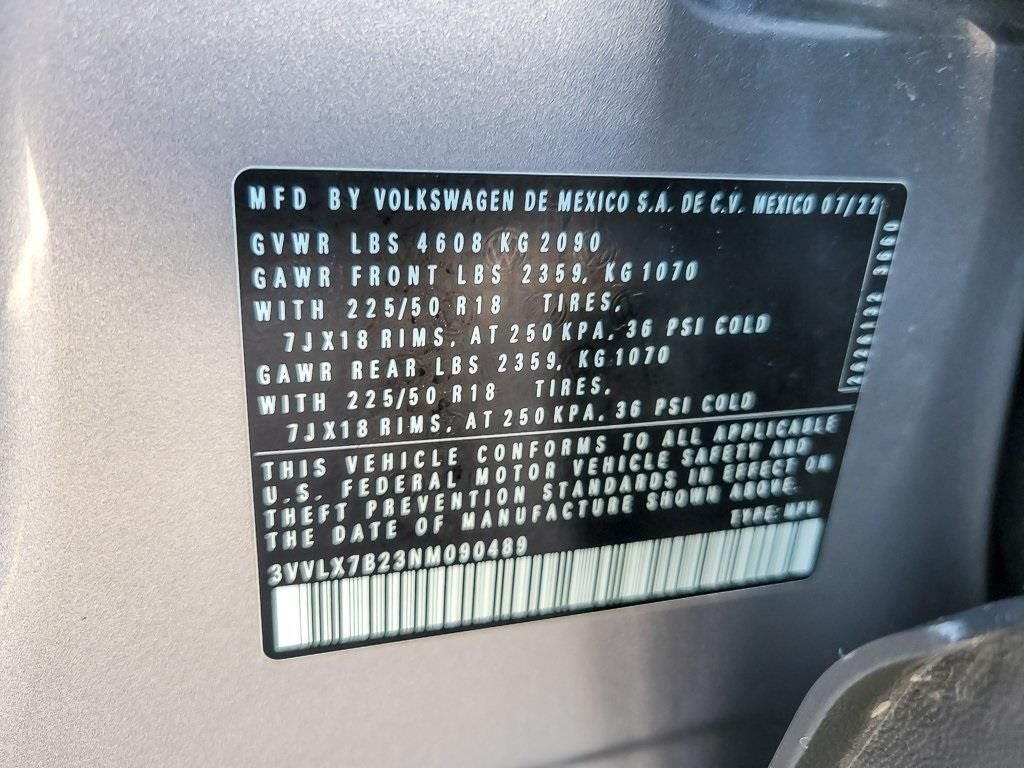 MFD BY VOLKSWAGEN DE MEXICO S.A. DE C.V. MEXICO 07/22
GVWR LBS 4608 KG 2090
GAWR FRONT LBS 2359, KG 1070
WITH 225/50 R18 TIRES,
7JX18 RIMS, AT 250 KPA, 36 PSI COLD
GAWR REAR LBS 2359, KG 1070
WITH 225/50 R18 TIRES,
7JX18 RIMS, AT 250 KPA, 36 PSI COLD
THIS VEHICLE CONFORMS TO ALL APPLICABLE
U.S. FEDERAL MOTOR VEHICLE SAFETY AND
THEFT PREVENTION STANDARDS IN EFFECT ON
THE DATE OF MANUFACTURE SHOWN ABOVE.
TYPE: MPV
3VVLX7B23NM090489